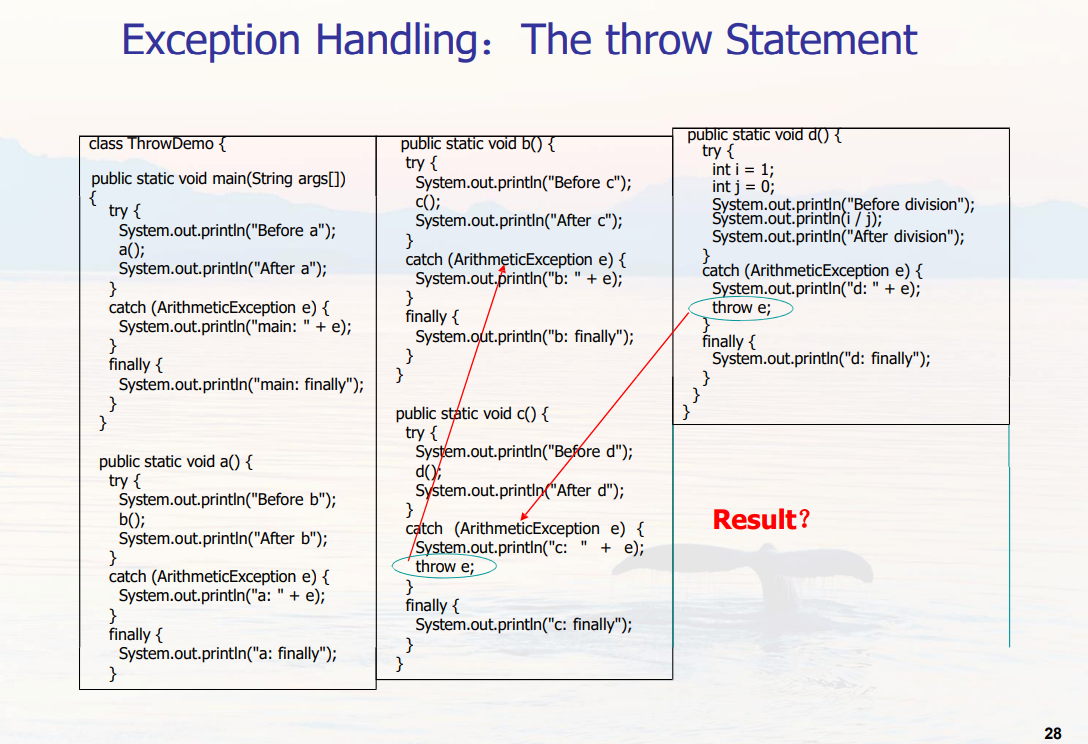 Exception Handling：The throw Statement
class ThrowDemo {
public static void main(String args[])
{
try {
System.out.println("Before a");
a();
System.out.println("After a");
}
catch (ArithmeticException e) {
System.out.println("main: " + e);
}
finally {
System.out.println("main: finally");
}
}
public static void a() {
try {
System.out.println("Before b");
b();
System.out.println("After b");
}
catch (ArithmeticException e) {
System.out.println("a: " + e);
}
finally {
System.out.println("a: finally");
}
public static void b() {
try {
System.out.println("Before c");
c();
System.out.println("After c");
}
catch (ArithmeticException e) {
System.out.println("b: " + e);
}
finally {
System.out.println("b: finally");
}
}
public static void c() {
try {
System.out.println("Before d");
d();
System.out.println("After d");
}
catch (ArithmeticException e) {
System.out.println("c: " + e);
throw e;
}
finally {
System.out.println("c: finally");
}
}
public static void d() {
try {
int i = 1;
int j = 0;
System.out.println("Before division");
System.out.println(i / j);
System.out.println("After division");
}
catch (ArithmeticException e) {
System.out.println("d: " + e);
throw e;
}
finally {
System.out.println("d: finally");
}
}
}
Result？
28